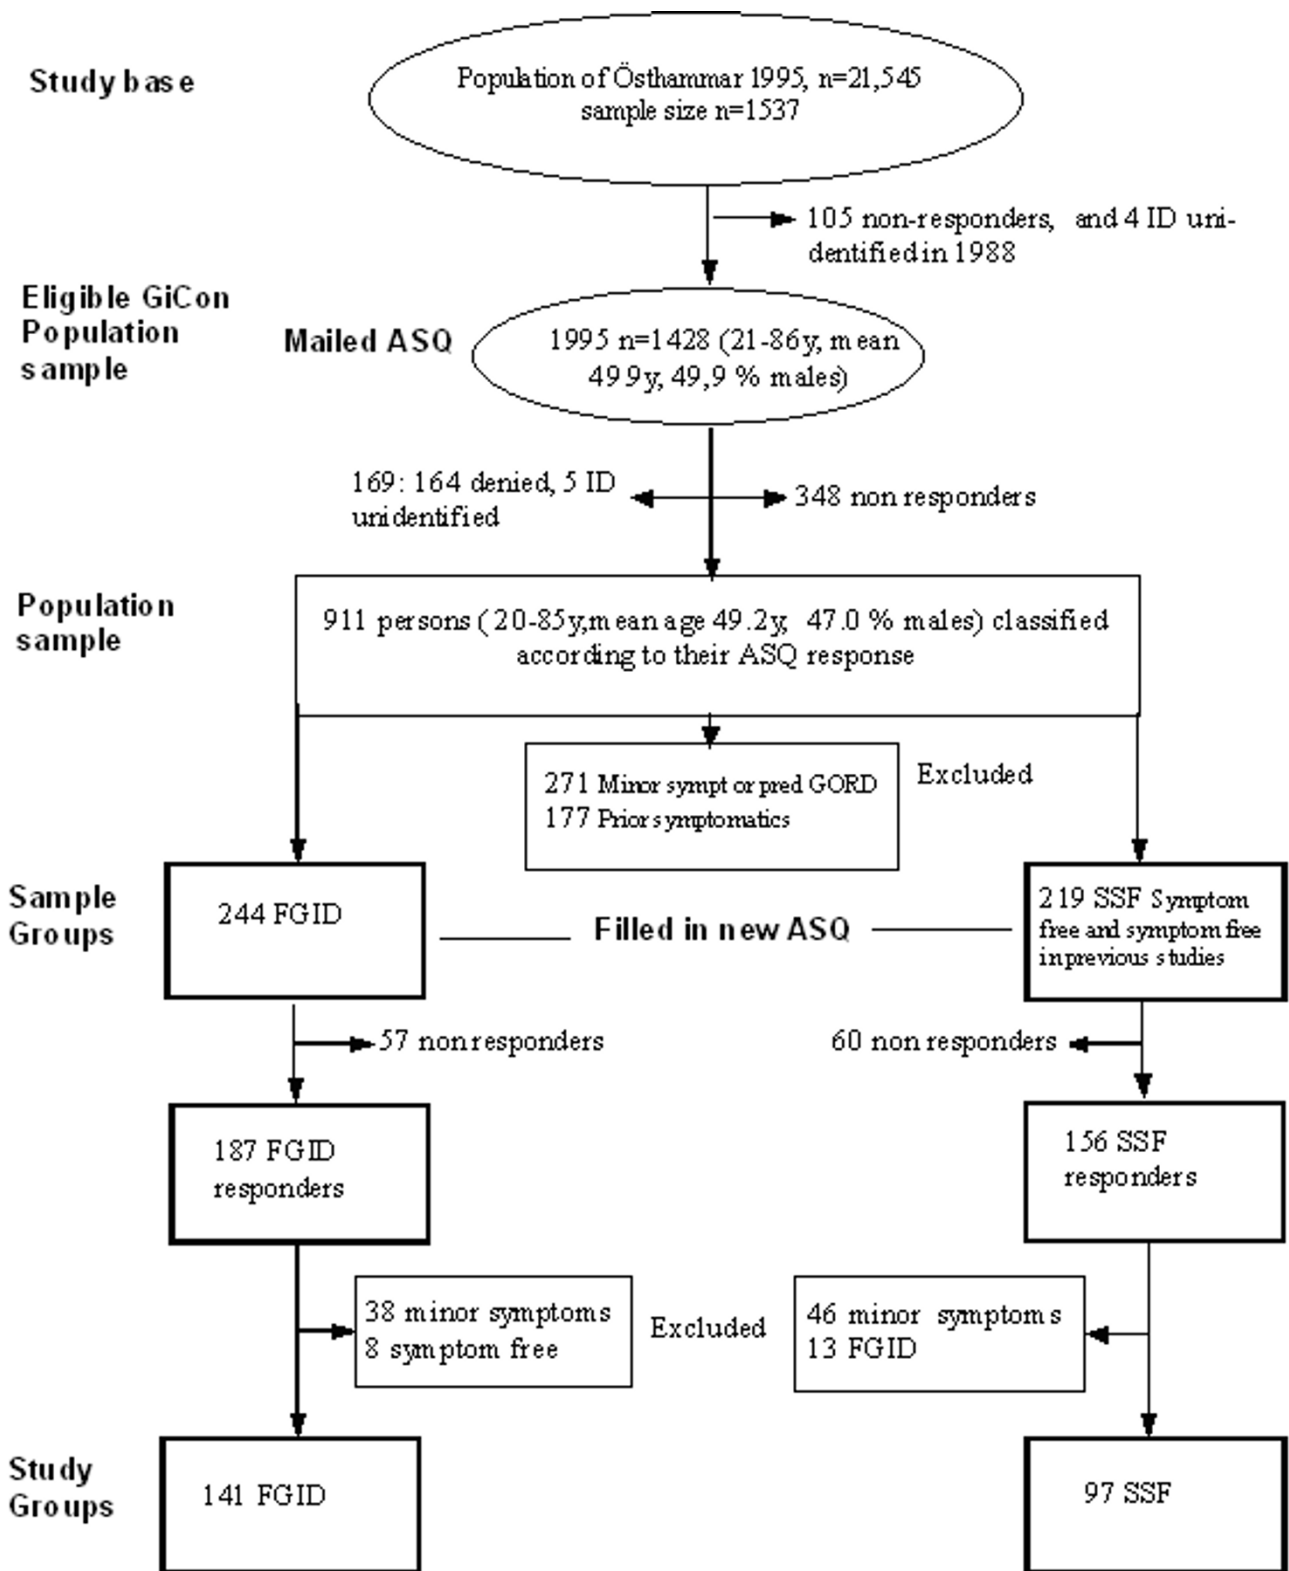 Study base
Population of Östhammar 1995, n=21,545
sample size n=1537
105 non-responders, and 4 ID uni-
dentified in 1988
Eligible GiCon
Population
sample
Mailed ASQ
1995 n=1428 (21-86y, mean
49 9y, 49,9 % males)
169: 164 denied, 5 ID
unidentified
348 non responders
Population
sample
911 persons (20-85y,mean age 49.2y, 47.0 % males) classified
according to their ASQ response
271 Minor sympt or pred GORD
177 Prior symptomatics
Excluded
Sample
Groups
244 FGID
Filled in new ASQ
219 SSF Symptom
free and symptom free
in previous studies
57 non responders
60 non responders
187 FGID
responders
156 SSF
responders
38 minor symptoms
8 symptom free
Excluded
46 minor symptoms
13 FGID
Study
Groups
141 FGID
97 SSF